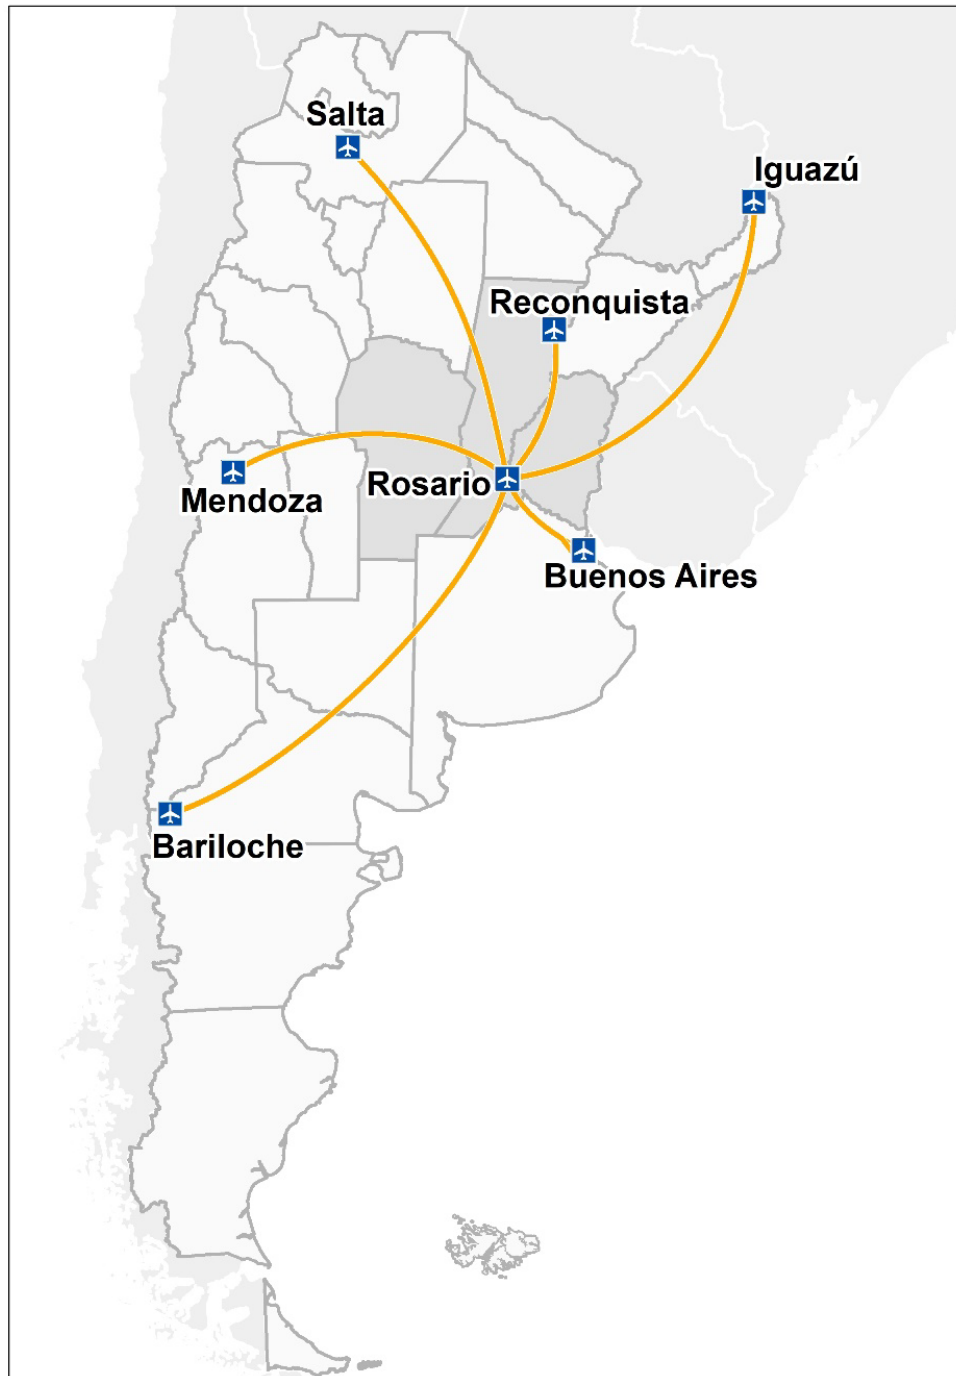 Salta
Iguazú
Reconquista
Rosario
Mendoza
Buenos Aires
Bariloche